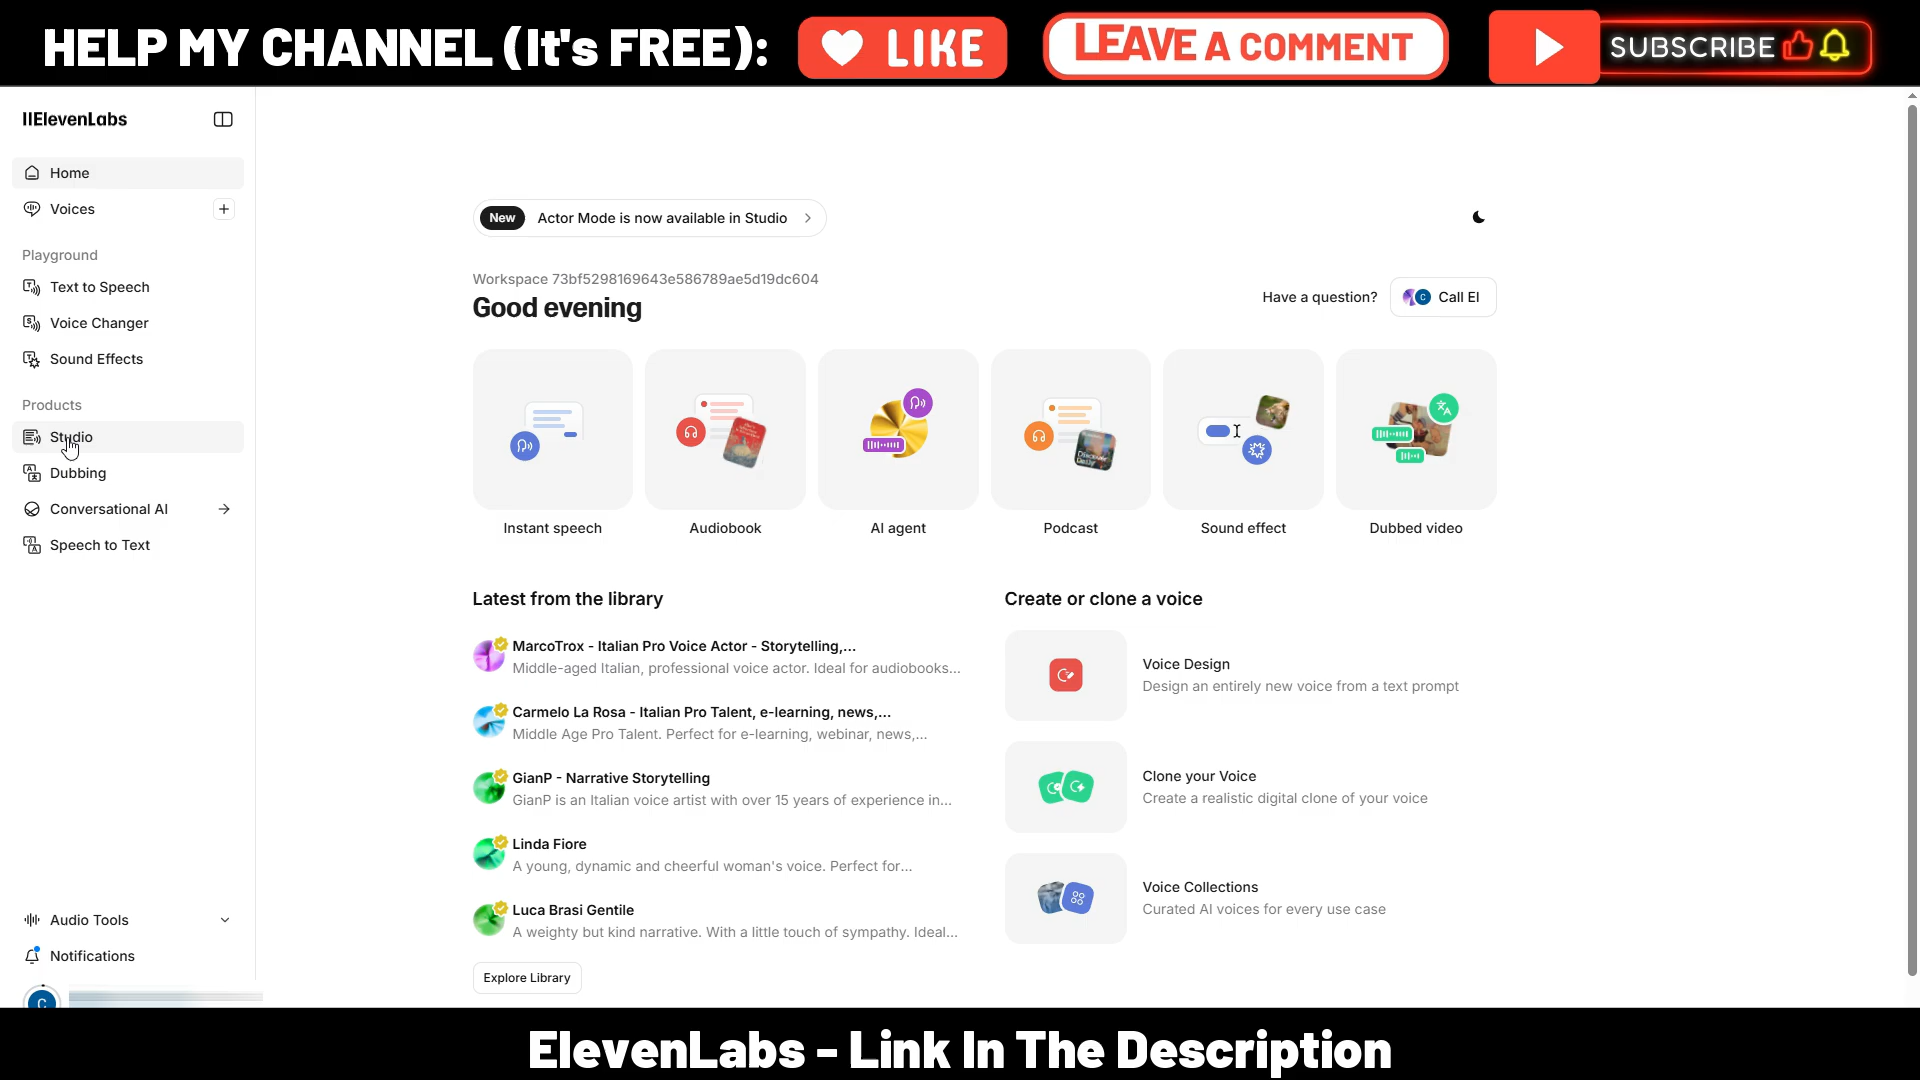 HELP MY CHANNEL (It's FREE):
LIKE
LEAVE A COMMENT
SUBSCRIBE
IIElevenLabs
Home
Voices
Playground
Text to Speech
Voice Changer
Sound Effects
Products
Studio
Dubbing
Conversational AI
Speech to Text
Audio Tools
Notifications
C
New Actor Mode is now available in Studio
Workspace 73bf5298169643e586789ae5d19dc604
Good evening
Have a question?
C Call El
Instant speech
Audiobook
AI agent
Podcast
Sound effect
Dubbed video
Latest from the library
MarcoTrox - Italian Pro Voice Actor - Storytelling,...
Middle-aged Italian, professional voice actor. Ideal for audiobooks...
Carmelo La Rosa - Italian Pro Talent, e-learning, news,...
Middle Age Pro Talent. Perfect for e-learning, webinar, news,...
GianP - Narrative Storytelling
GianP is an Italian voice artist with over 15 years of experience in...
Linda Fiore
A young, dynamic and cheerful woman's voice. Perfect for...
Luca Brasi Gentile
A weighty but kind narrative. With a little touch of sympathy. Ideal...
Explore Library
Create or clone a voice
Voice Design
Design an entirely new voice from a text prompt
Clone your Voice
Create a realistic digital clone of your voice
Voice Collections
Curated AI voices for every use case
ElevenLabs - Link In The Description